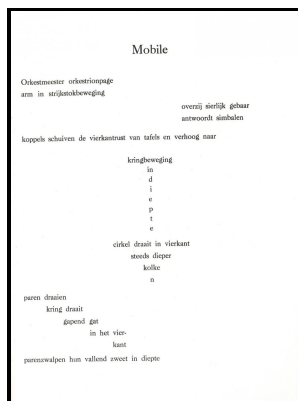 Mobile
Orkestmeester orkestrionpage
arm in strijkstokbeweging
overzij sierlijk gebaar
antwoordt simbalen
koppels schuiven de vierkantrust van tafels en verhoog naar
kringbeweging
in
d
i
e
p
t
e
cirkel draait in vierkant
steeds dieper
kolke
n
paren draaien
kring draait
gapend gat
in het vier-
kant
parenzwalpen hun vallend zweet in diepte